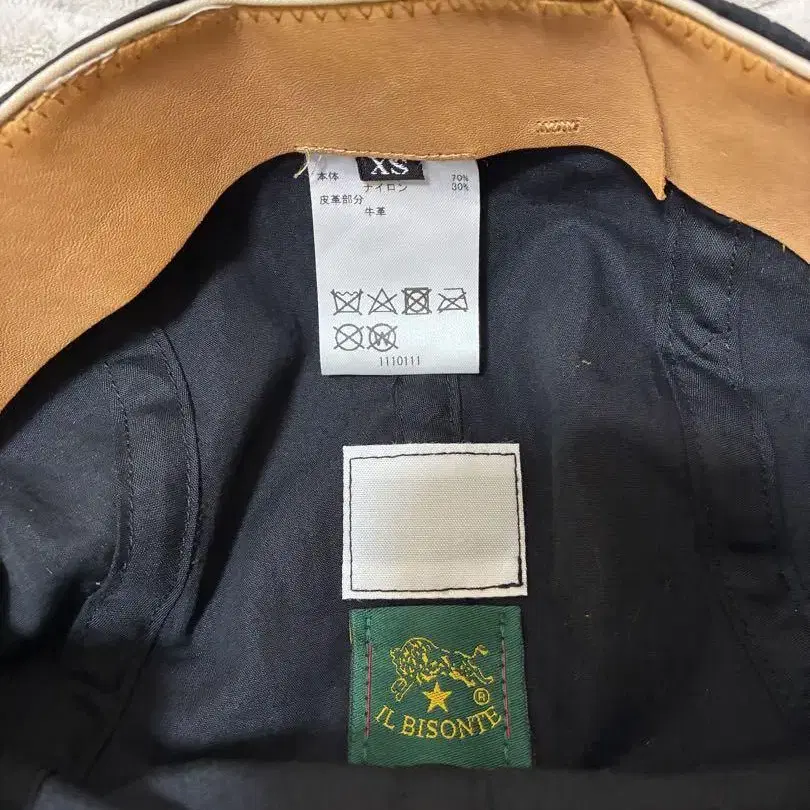 XS
本体 70%
ナイロン 30%
皮革部分
牛革
W
1110111
®
IL BISONTE